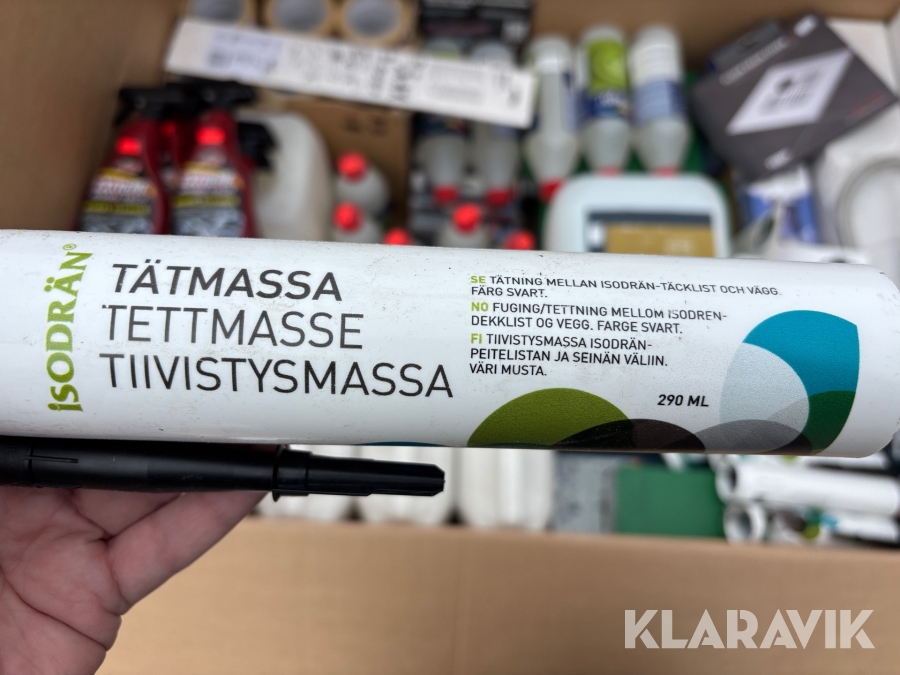 isODRÄN®
TÄTMASSA
TETTMASSE
TIIVISTYSMASSA
SE TÄTNING MELLAN ISODRÄN-TÄCKLIST OCH VÄGG.
FÄRG SVART.
NO FUGING/TETTNING MELLOM ISODREN-
DEKKLIST OG VEGG. FARGE SVART.
FI TIIVISTYSMASSA ISODRÄN-
PEITELISTAN JA SEINÄN VÄLIIN.
VÄRI MUSTA.
290 ML
KLARAVIK